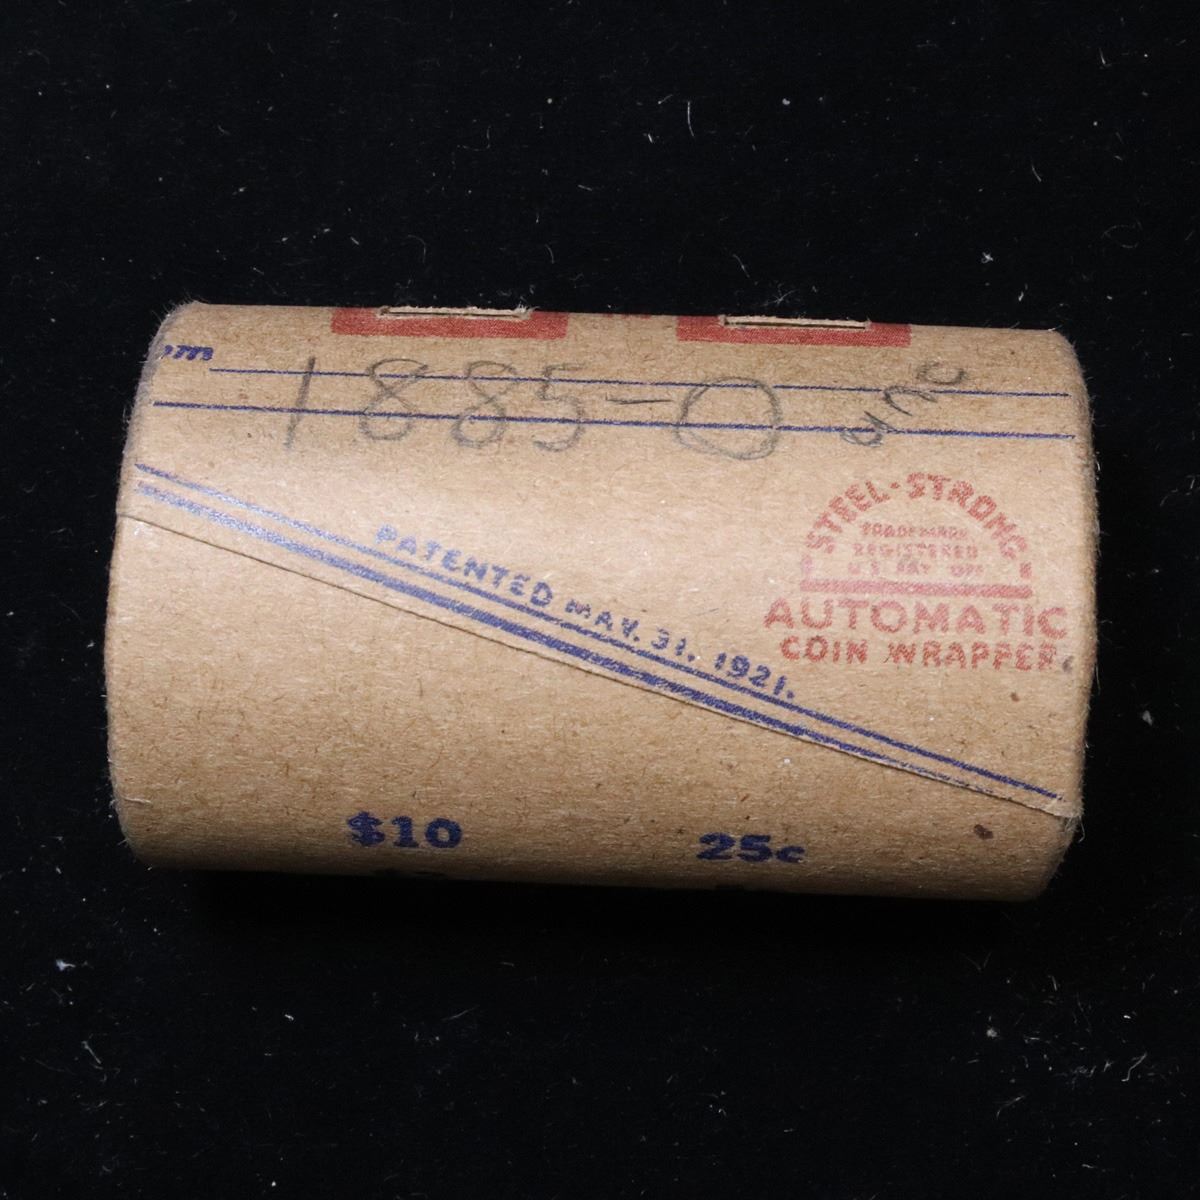 1885-O unc
STEEL-STRONG
TRADEMARK
REGISTERED
U.S. PAT. OFF.
AUTOMATIC
COIN WRAPPER
PATENTED MAY. 31. 1921.
$10 25c